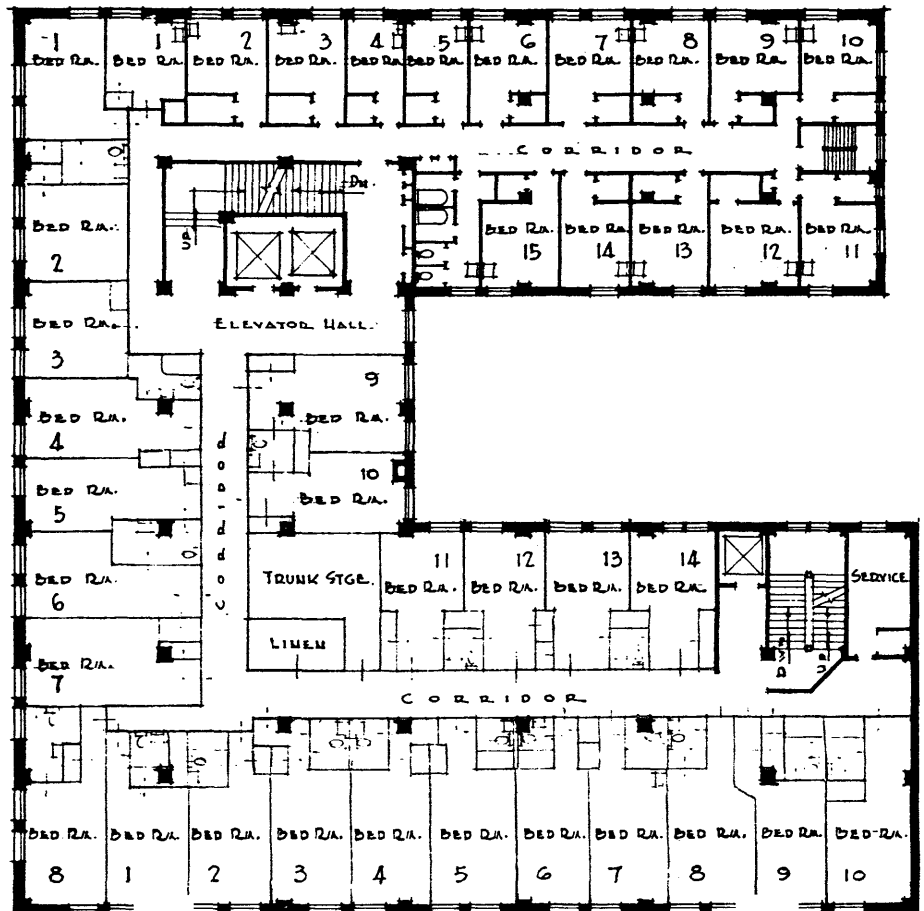 1 1 2 3 4 5 6 7 8 9 10
BED RM. BED RM. BED RM. BED RM. BED RM. BED RM. BED RM. BED RM. BED RM. BED RM. BED RM.
CORRIDOR
DN.
UP
BED RM.
2
BED RM. BED RM. BED RM. BED RM. BED RM.
15 14 13 12 11
ELEVATOR HALL.
BED RM.
3
9
BED RM.
BED RM.
4
CORRIDOR
10
BED RM.
BED RM.
5
11 12 13 14
BED RM. BED RM. BED RM. BED RM.
TRUNK STGE.
SERVICE
BED RM.
6
LINEN
DN
UP
BED RM.
7
CORRIDOR
BED RM. BED RM. BED RM. BED RM. BED RM. BED RM. BED RM. BED RM. BED RM. BED RM. BED-RM.
8 1 2 3 4 5 6 7 8 9 10